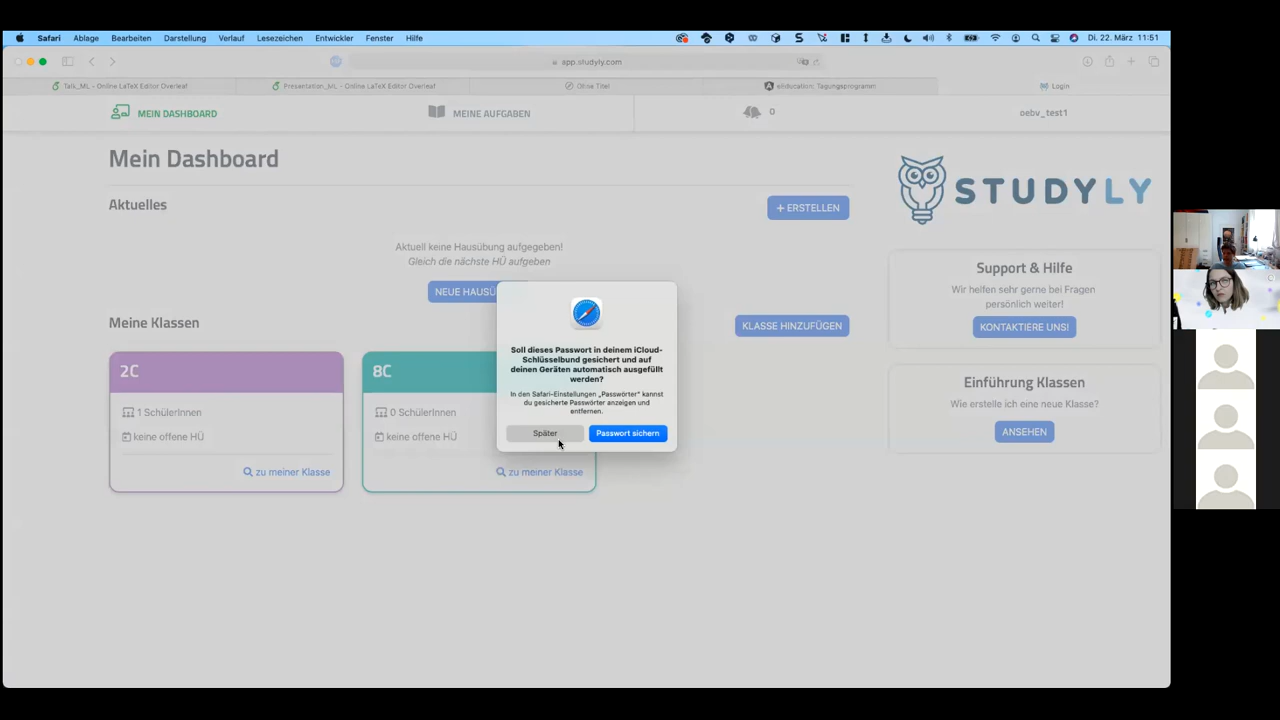 Safari Ablage Bearbeiten Darstellung Verlauf Lesezeichen Entwickler Fenster Hilfe Di. 22. März 11:51
app.studyly.com
Talk_ML - Online LaTeX Editor Overleaf Presentation_ML - Online LaTeX Editor Overleaf Ohne Titel eEducation, Tagungsprogramm Login
MEIN DASHBOARD MEINE AUFGABEN 0 oebv_test1
Mein Dashboard
STUDYLY
Aktuelles
+ ERSTELLEN
Aktuell keine Hausübung aufgegeben!
Gleich die nächste HÜ aufgeben
NEUE HAUSÜ
Support & Hilfe
Wir helfen sehr gerne bei Fragen
persönlich weiter!
KONTAKTIERE UNS!
Meine Klassen
KLASSE HINZUFÜGEN
Soll dieses Passwort in deinem iCloud-
Schlüsselbund gesichert und auf
deinen Geräten automatisch ausgefüllt
werden?
In den Safari-Einstellungen „Passwörter“ kannst
du gesicherte Passwörter anzeigen und
entfernen.
Später Passwort sichern
2C
1 SchülerInnen
keine offene HÜ
zu meiner Klasse
8C
0 SchülerInnen
keine offene HÜ
zu meiner Klasse
Einführung Klassen
Wie erstelle ich eine neue Klasse?
ANSEHEN